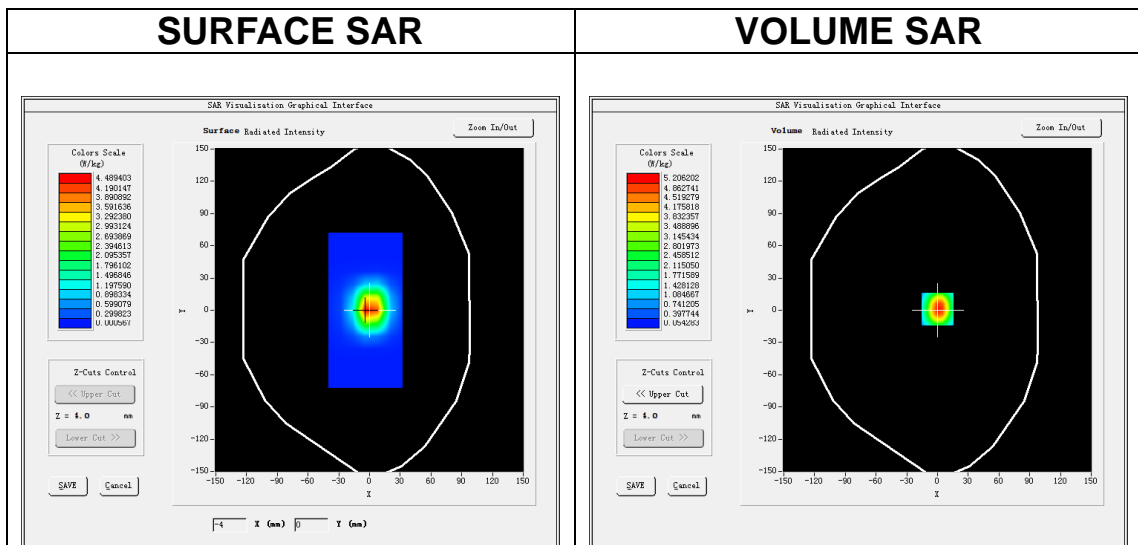 SURFACE SAR
VOLUME SAR
SAR Visualisation Graphical Interface
Surface Radiated Intensity
Zoom In/Out
Colors Scale
(W/kg)
4.489403
4.190147
3.890892
3.591636
3.292380
2.993124
2.693869
2.394613
2.095357
1.796102
1.496846
1.197590
0.898334
0.599079
0.299823
0.000567
Z-Cuts Control
<< Upper Cut
Z = 4.0 mm
Lower Cut >>
SAVE
Cancel
150
120
90
60
30
0
-30
-60
-90
-120
-150
Y
-150 -120 -90 -60 -30 0 30 60 90 120 150
X
-4 X (mm) 0 Y (mm)
SAR Visualisation Graphical Interface
Volume Radiated Intensity
Zoom In/Out
Colors Scale
(W/kg)
5.206202
4.862741
4.519279
4.175818
3.832357
3.488896
3.145434
2.801973
2.458512
2.115050
1.771589
1.428128
1.084667
0.741205
0.397744
0.054283
Z-Cuts Control
<< Upper Cut
Z = 4.0 mm
Lower Cut >>
SAVE
Cancel
150
120
90
60
30
0
-30
-60
-90
-120
-150
Y
-150 -120 -90 -60 -30 0 30 60 90 120 150
X